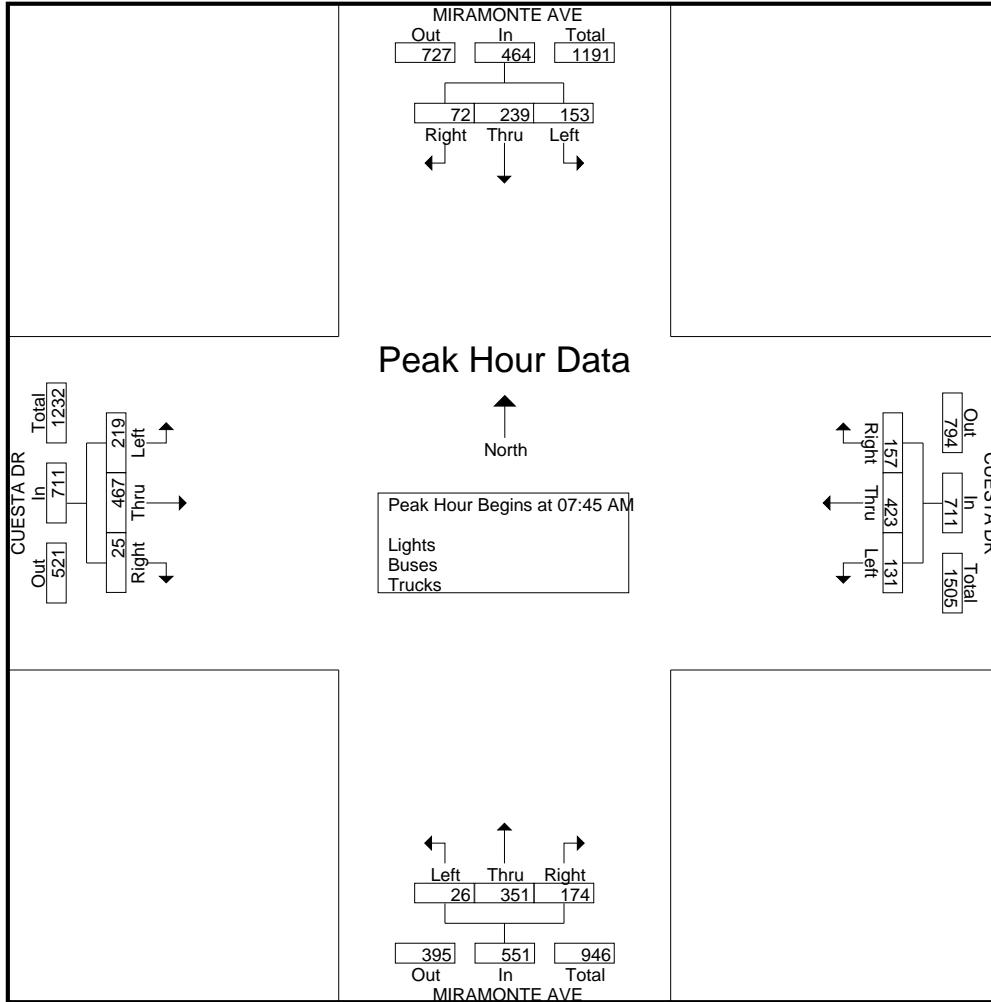 MIRAMONTE AVE
Out In Total
727 464 1191
72 239 153
Right Thru Left
Peak Hour Data
North
Peak Hour Begins at 07:45 AM
Lights
Buses
Trucks
CUESTA DR
Total In Out
1232 711 521
219 467 25
Left Thru Right
Right Thru Left
157 423 131
Out In Total
794 711 1505
CUESTA DR
Left Thru Right
26 351 174
395 551 946
Out In Total
MIRAMONTE AVE